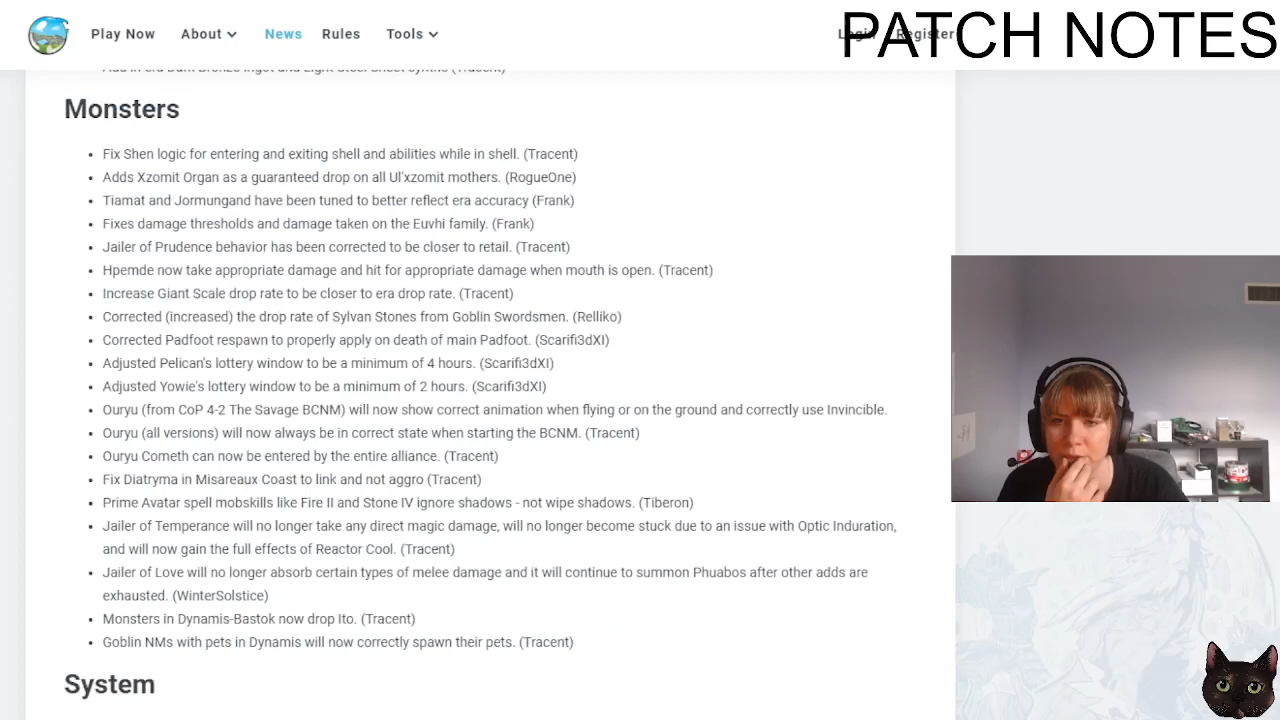 Play Now About News Rules Tools Login Register
PATCH NOTES
Add in era Dark Bronze Ingot and Light Steel Sheet synths (Tracent)
Monsters
Fix Shen logic for entering and exiting shell and abilities while in shell. (Tracent)
Adds Xzomit Organ as a guaranteed drop on all Ul'xzomit mothers. (RogueOne)
Tiamat and Jormungand have been tuned to better reflect era accuracy (Frank)
Fixes damage thresholds and damage taken on the Euvhi family. (Frank)
Jailer of Prudence behavior has been corrected to be closer to retail. (Tracent)
Hpemde now take appropriate damage and hit for appropriate damage when mouth is open. (Tracent)
Increase Giant Scale drop rate to be closer to era drop rate. (Tracent)
Corrected (increased) the drop rate of Sylvan Stones from Goblin Swordsmen. (Relliko)
Corrected Padfoot respawn to properly apply on death of main Padfoot. (Scarifi3dXI)
Adjusted Pelican's lottery window to be a minimum of 4 hours. (Scarifi3dXI)
Adjusted Yowie's lottery window to be a minimum of 2 hours. (Scarifi3dXI)
Ouryu (from CoP 4-2 The Savage BCNM) will now show correct animation when flying or on the ground and correctly use Invincible.
Ouryu (all versions) will now always be in correct state when starting the BCNM. (Tracent)
Ouryu Cometh can now be entered by the entire alliance. (Tracent)
Fix Diatryma in Misareaux Coast to link and not aggro (Tracent)
Prime Avatar spell mobskills like Fire II and Stone IV ignore shadows - not wipe shadows. (Tiberon)
Jailer of Temperance will no longer take any direct magic damage, will no longer become stuck due to an issue with Optic Induration,
and will now gain the full effects of Reactor Cool. (Tracent)
Jailer of Love will no longer absorb certain types of melee damage and it will continue to summon Phuabos after other adds are
exhausted. (WinterSolstice)
Monsters in Dynamis-Bastok now drop Ito. (Tracent)
Goblin NMs with pets in Dynamis will now correctly spawn their pets. (Tracent)
System